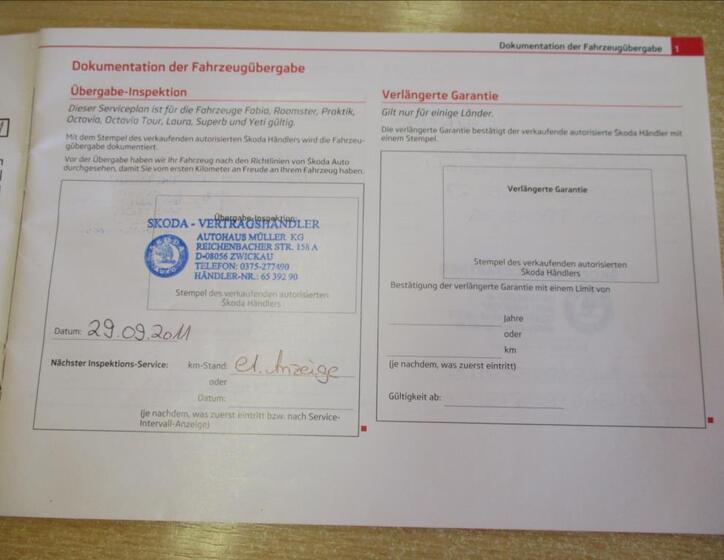 Dokumentation der Fahrzeugübergabe 1
Dokumentation der Fahrzeugübergabe
Übergabe-Inspektion
Dieser Serviceplan ist für die Fahrzeuge Fabia, Roomster, Praktik,
Octavia, Octavia Tour, Laura, Superb und Yeti gültig.
Mit dem Stempel des verkaufenden autorisierten Škoda Händlers wird die Fahrzeu-
gübergabe dokumentiert.
Vor der Übergabe haben wir Ihr Fahrzeug nach den Richtlinien von Škoda Auto
durchgesehen, damit Sie vom ersten Kilometer an Freude an Ihrem Fahrzeug haben.
Übergabe-Inspektion
SKODA - VERTRAGSHÄNDLER
AUTOHAUS MÜLLER KG
REICHENBACHER STR. 158 A
D-08056 ZWICKAU
TELEFON: 0375-277490
HÄNDLER-NR.: 65 392 90
SKODA
AUTO
Stempel des verkaufenden autorisierten
Škoda Händlers
Datum: 29.09.2011
Nächster Inspektions-Service: km-Stand: el. Anzeige
oder
Datum:
(je nachdem, was zuerst eintritt bzw. nach Service-
Intervall-Anzeige)
Verlängerte Garantie
Gilt nur für einige Länder.
Die verlängerte Garantie bestätigt der verkaufende autorisierte Škoda Händler mit
einem Stempel.
Verlängerte Garantie
Stempel des verkaufenden autorisierten
Škoda Händlers
Bestätigung der verlängerten Garantie mit einem Limit von
Jahre
oder
km
(je nachdem, was zuerst eintritt)
Gültigkeit ab: